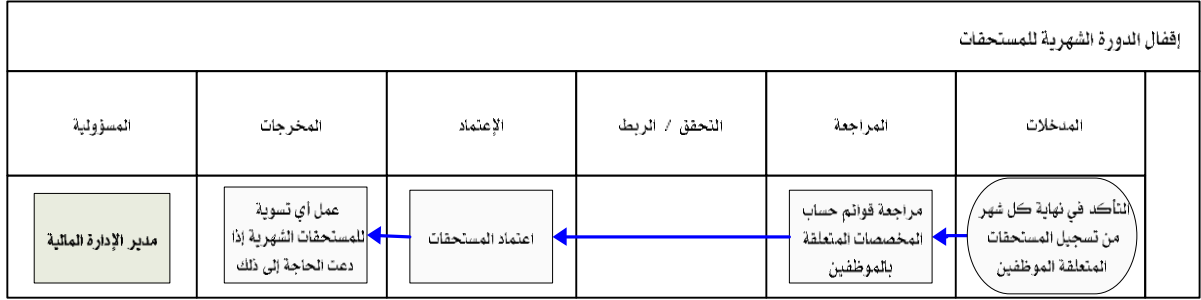 إقفال الدورة الشهرية للمستحقات
المدخلات
المراجعة
التحقق / الربط
الإعتماد
المخرجات
المسؤولية
التأكد في نهاية كل شهر
من تسجيل المستحقات
المتعلقة الموظفين
مراجعة قوائم حساب
المخصصات المتعلقة
بالموظفين
اعتماد المستحقات
عمل أي تسوية
للمستحقات الشهرية إذا
دعت الحاجة إلى ذلك
مدير الإدارة المالية